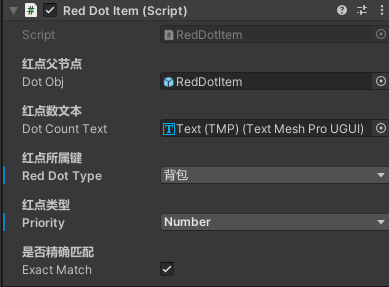 Red Dot Item (Script)
Script RedDotItem
红点父节点
Dot Obj RedDotItem
红点数文本
Dot Count Text Text (TMP) (Text Mesh Pro UGUI)
红点所属键
Red Dot Type 背包
红点类型
Priority Number
是否精确匹配
Exact Match